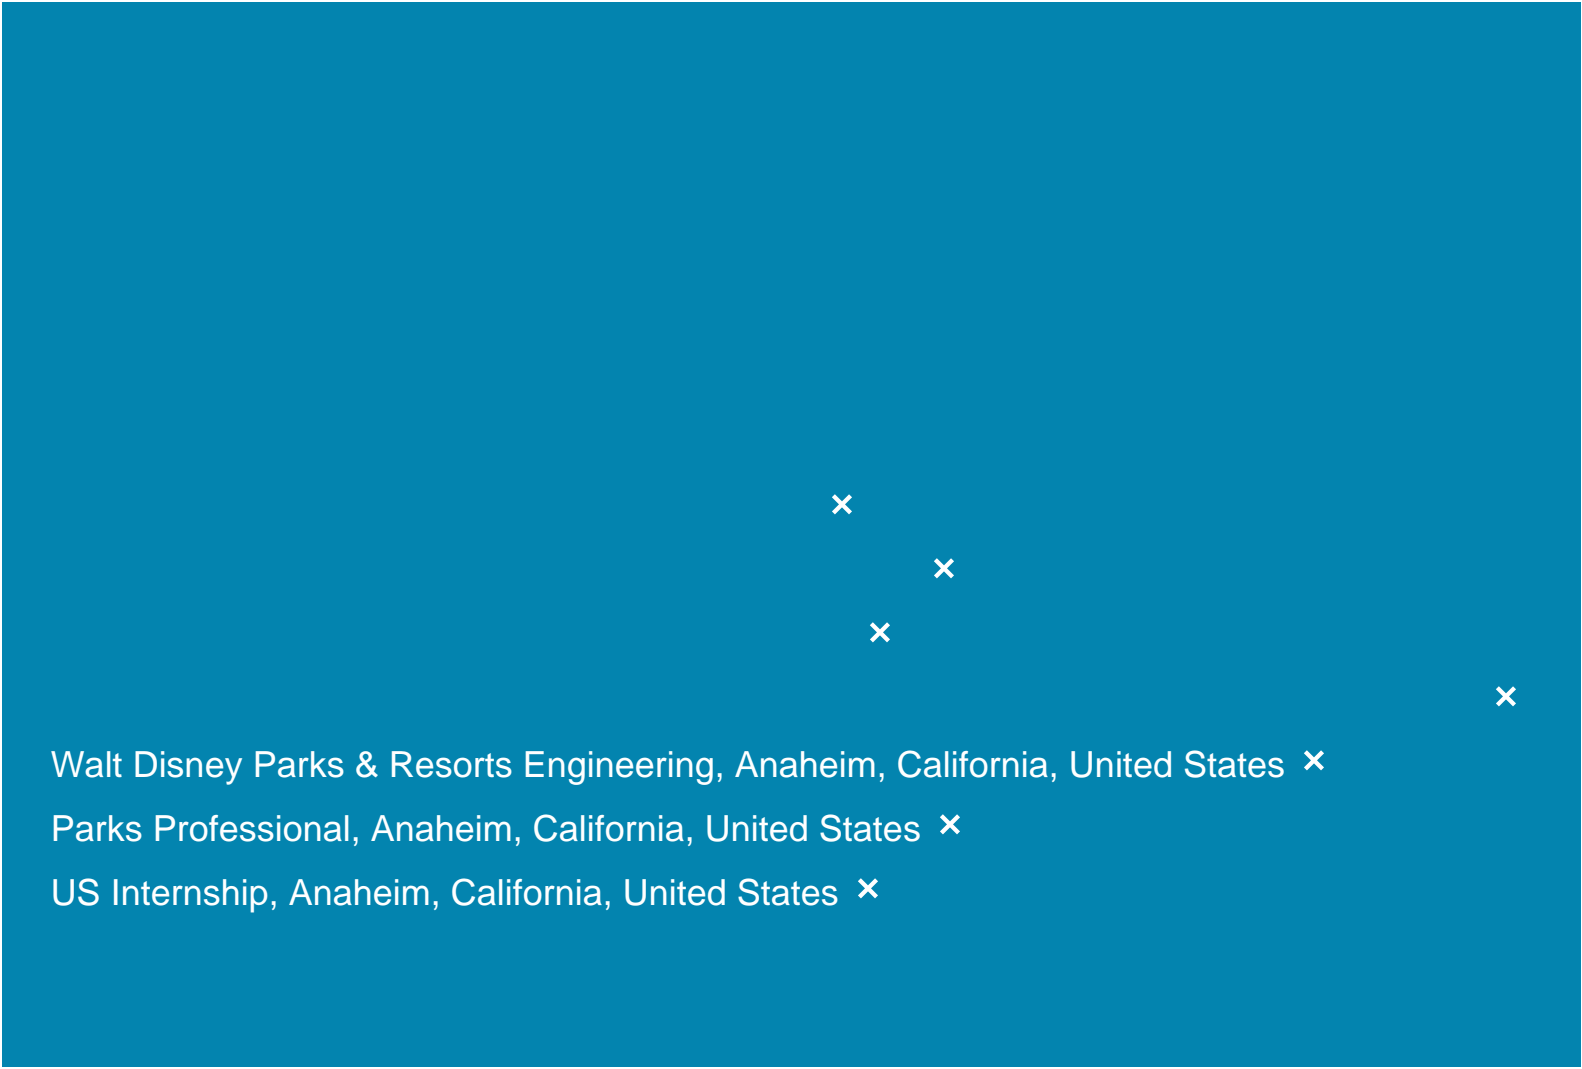 ×
×
×
×
Walt Disney Parks & Resorts Engineering, Anaheim, California, United States ×
Parks Professional, Anaheim, California, United States ×
US Internship, Anaheim, California, United States ×